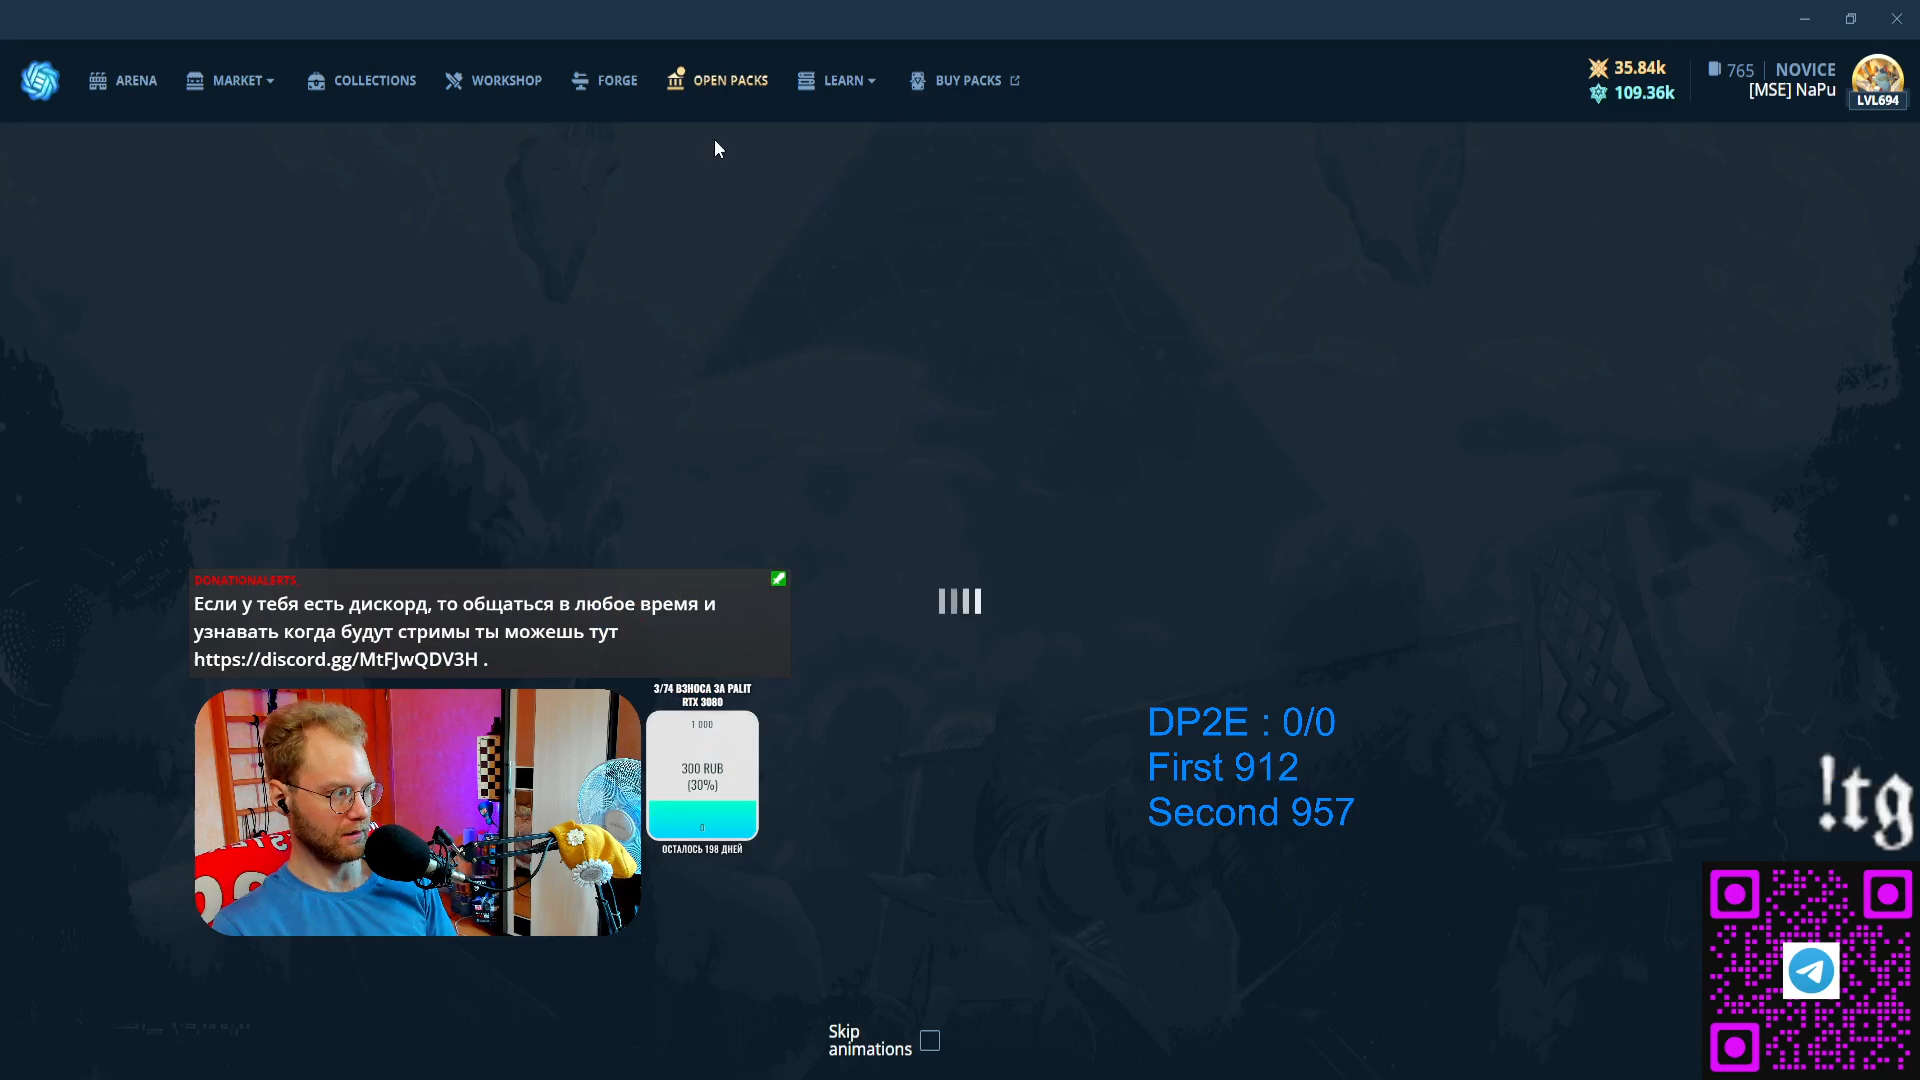 ARENA
MARKET
COLLECTIONS
WORKSHOP
FORGE
OPEN PACKS
LEARN
BUY PACKS
35.84k
109.36k
765
NOVICE
[MSE] NaPu
LVL694
DONATIONALERTS_
Если у тебя есть дискорд, то общаться в любое время и
узнавать когда будут стримы ты можешь тут
https://discord.gg/MtFJwQDV3H .
3/74 ВЗНОСА ЗА PALIT
RTX 3080
1 000
300 RUB
(30%)
0
ОСТАЛОСЬ 198 ДНЕЙ
DP2E : 0/0
First 912
Second 957
!tg
Skip
animations